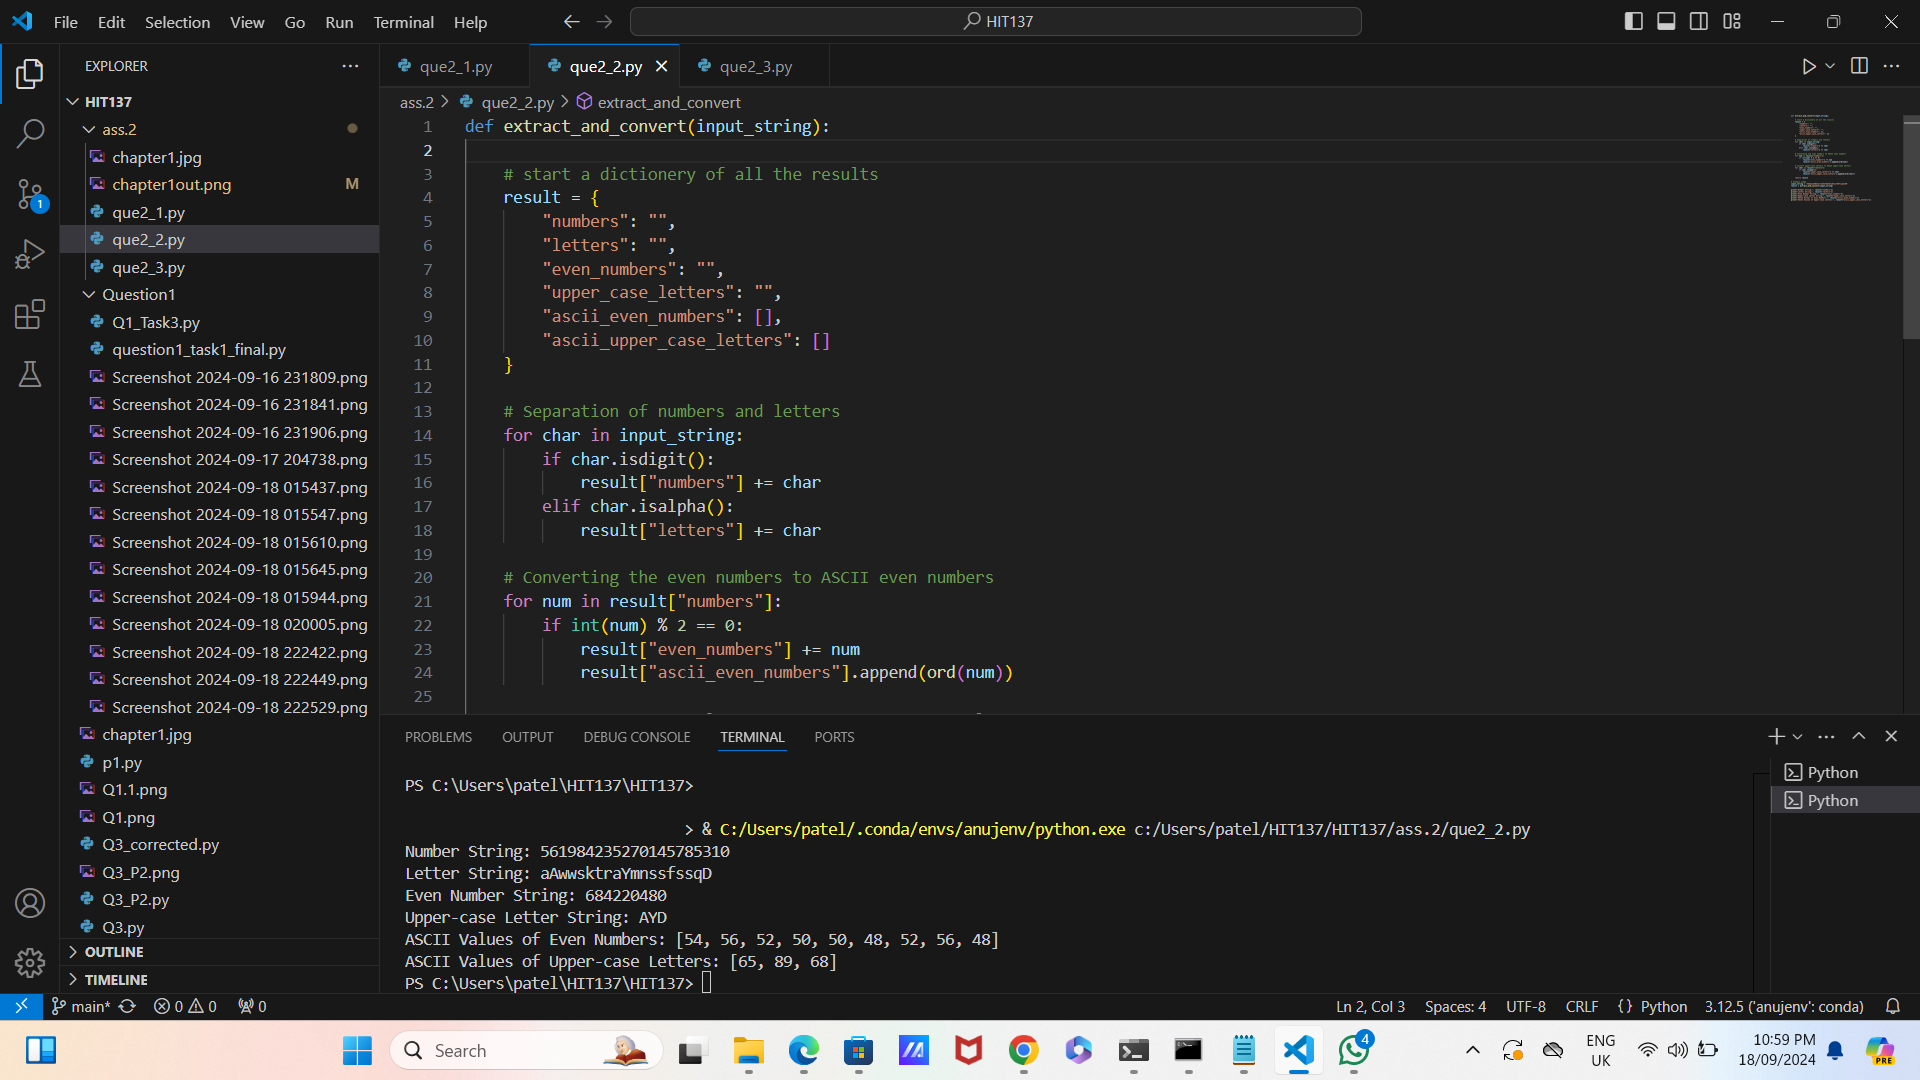 File Edit Selection View Go Run Terminal Help
HIT137
EXPLORER
HIT137
ass.2
chapter1.jpg
chapter1out.png M
que2_1.py
que2_2.py
que2_3.py
Question1
Q1_Task3.py
question1_task1_final.py
Screenshot 2024-09-16 231809.png
Screenshot 2024-09-16 231841.png
Screenshot 2024-09-16 231906.png
Screenshot 2024-09-17 204738.png
Screenshot 2024-09-18 015437.png
Screenshot 2024-09-18 015547.png
Screenshot 2024-09-18 015610.png
Screenshot 2024-09-18 015645.png
Screenshot 2024-09-18 015944.png
Screenshot 2024-09-18 020005.png
Screenshot 2024-09-18 222422.png
Screenshot 2024-09-18 222449.png
Screenshot 2024-09-18 222529.png
chapter1.jpg
p1.py
Q1.1.png
Q1.png
Q3_corrected.py
Q3_P2.png
Q3_P2.py
Q3.py
OUTLINE
TIMELINE
1
que2_1.py que2_2.py que2_3.py
ass.2 > que2_2.py > extract_and_convert
1 def extract_and_convert(input_string):
2
3 # start a dictionery of all the results
4 result = {
5 "numbers": "",
6 "letters": "",
7 "even_numbers": "",
8 "upper_case_letters": "",
9 "ascii_even_numbers": [],
10 "ascii_upper_case_letters": []
11 }
12
13 # Separation of numbers and letters
14 for char in input_string:
15 if char.isdigit():
16 result["numbers"] += char
17 elif char.isalpha():
18 result["letters"] += char
19
20 # Converting the even numbers to ASCII even numbers
21 for num in result["numbers"]:
22 if int(num) % 2 == 0:
23 result["even_numbers"] += num
24 result["ascii_even_numbers"].append(ord(num))
25
PROBLEMS OUTPUT DEBUG CONSOLE TERMINAL PORTS
PS C:\Users\patel\HIT137\HIT137>
> & C:/Users/patel/.conda/envs/anujenv/python.exe c:/Users/patel/HIT137/HIT137/ass.2/que2_2.py
Number String: 561984235270145785310
Letter String: aAwwsktraYmnssfssqD
Even Number String: 684220480
Upper-case Letter String: AYD
ASCII Values of Even Numbers: [54, 56, 52, 50, 50, 48, 52, 56, 48]
ASCII Values of Upper-case Letters: [65, 89, 68]
PS C:\Users\patel\HIT137\HIT137>
Python
Python
main* 0 0 0
Ln 2, Col 3 Spaces: 4 UTF-8 CRLF {} Python 3.12.5 ('anujenv': conda)
Search
4
ENG
UK
10:59 PM
18/09/2024
PRE